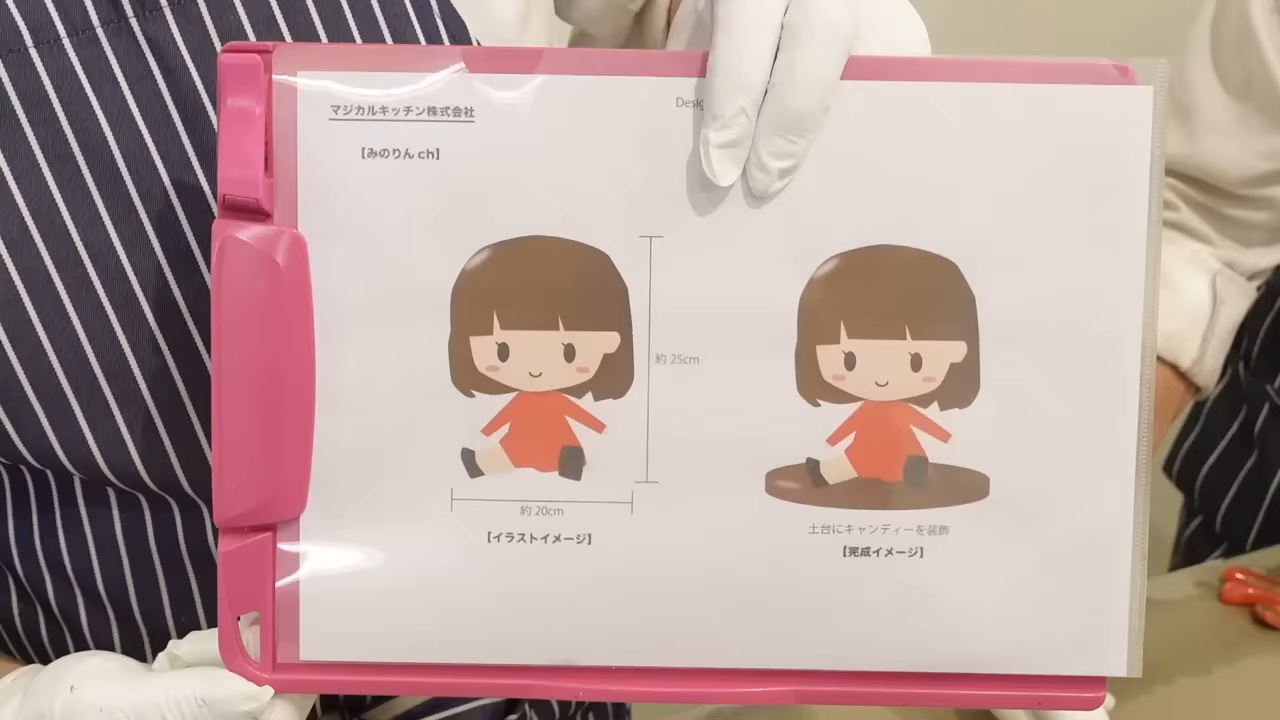 マジカルキッチン株式会社
Desig
【みのりん ch】
約 25cm
約 20cm
【イラストイメージ】
土台にキャンディーを装飾
【完成イメージ】